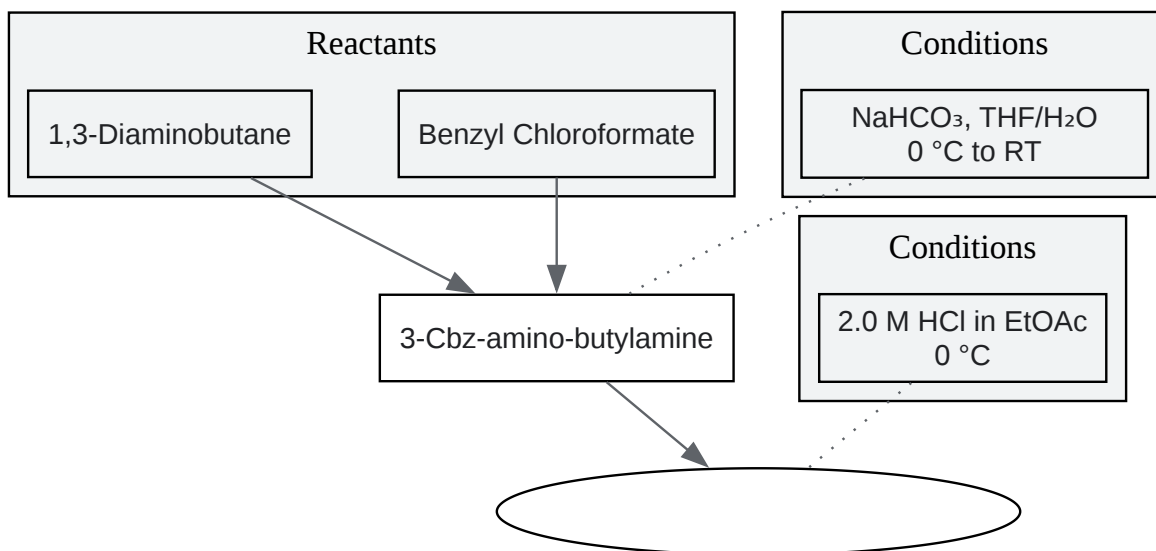 Reactants
1,3-Diaminobutane
Benzyl Chloroformate
Conditions
NaHCO₃, THF/H₂O
0 °C to RT
Conditions
2.0 M HCl in EtOAc
0 °C
3-Cbz-amino-butylamine